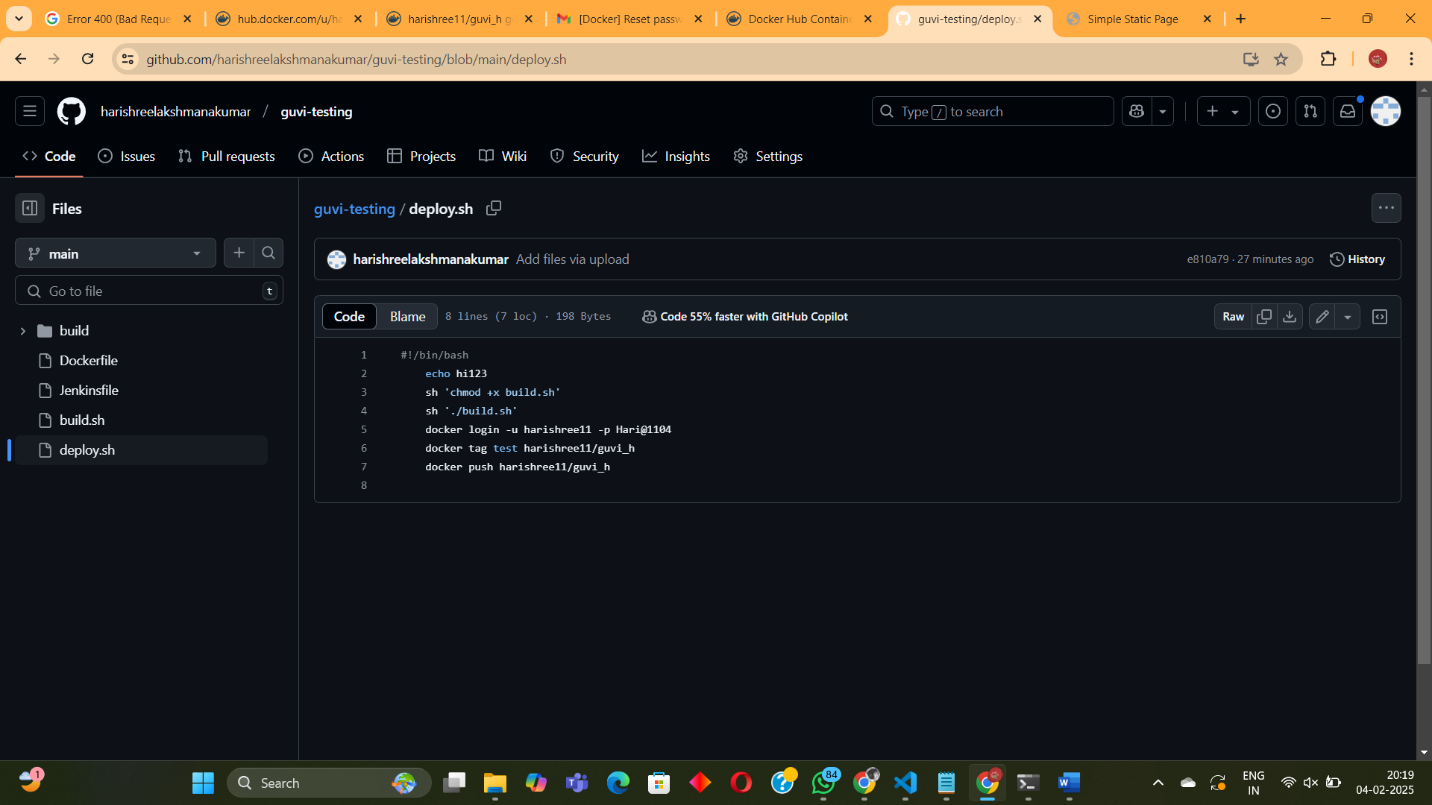 Error 400 (Bad Reque
hub.docker.com/u/ha
harishree11/guvi_h g
[Docker] Reset passw
Docker Hub Contain
guvi-testing/deploy.s
Simple Static Page
github.com/harishreelakshmanakumar/guvi-testing/blob/main/deploy.sh
harishreelakshmanakumar / guvi-testing
Type / to search
Code Issues Pull requests Actions Projects Wiki Security Insights Settings
Files
guvi-testing / deploy.sh
main
harishreelakshmanakumar Add files via upload
e810a79 · 27 minutes ago History
Go to file t
Code Blame 8 lines (7 loc) · 198 Bytes Code 55% faster with GitHub Copilot Raw
build
Dockerfile
Jenkinsfile
build.sh
deploy.sh
1 #!/bin/bash
2 echo hi123
3 sh 'chmod +x build.sh'
4 sh './build.sh'
5 docker login -u harishree11 -p Hari@1104
6 docker tag test harishree11/guvi_h
7 docker push harishree11/guvi_h
8
1
Search
84
ENG
IN
20:19
04-02-2025